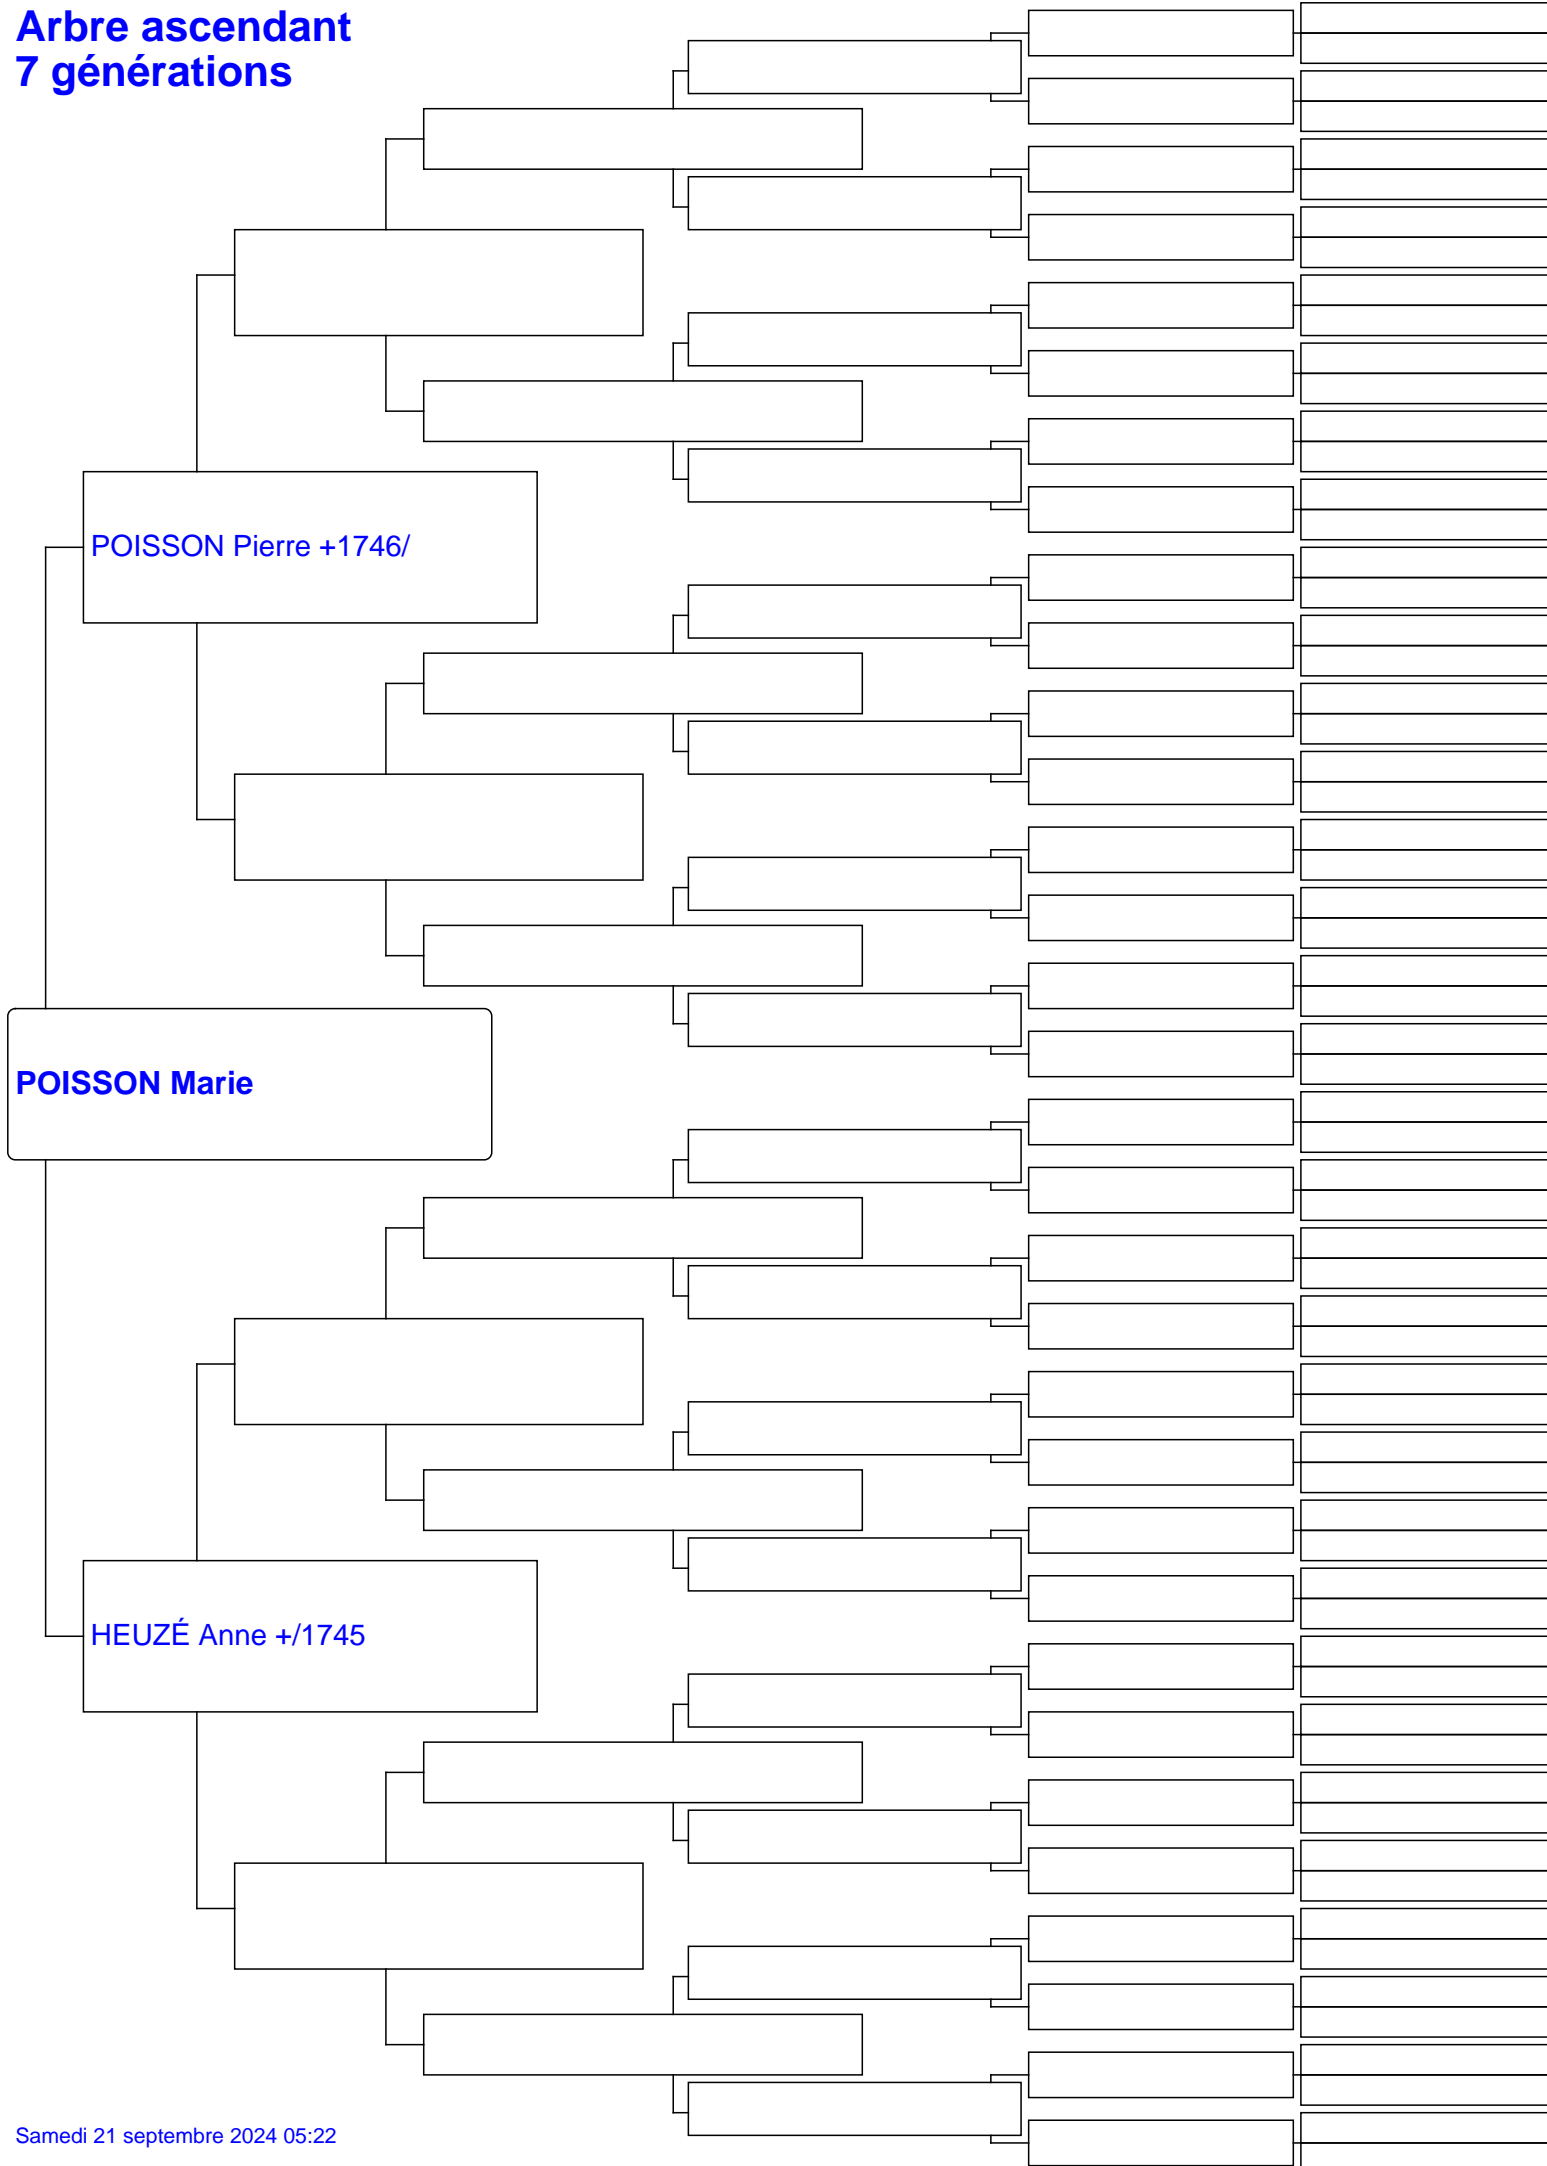 Arbre ascendant
7 générations
POISSON Pierre +1746/
POISSON Marie
HEUZÉ Anne +/1745
Samedi 21 septembre 2024 05:22